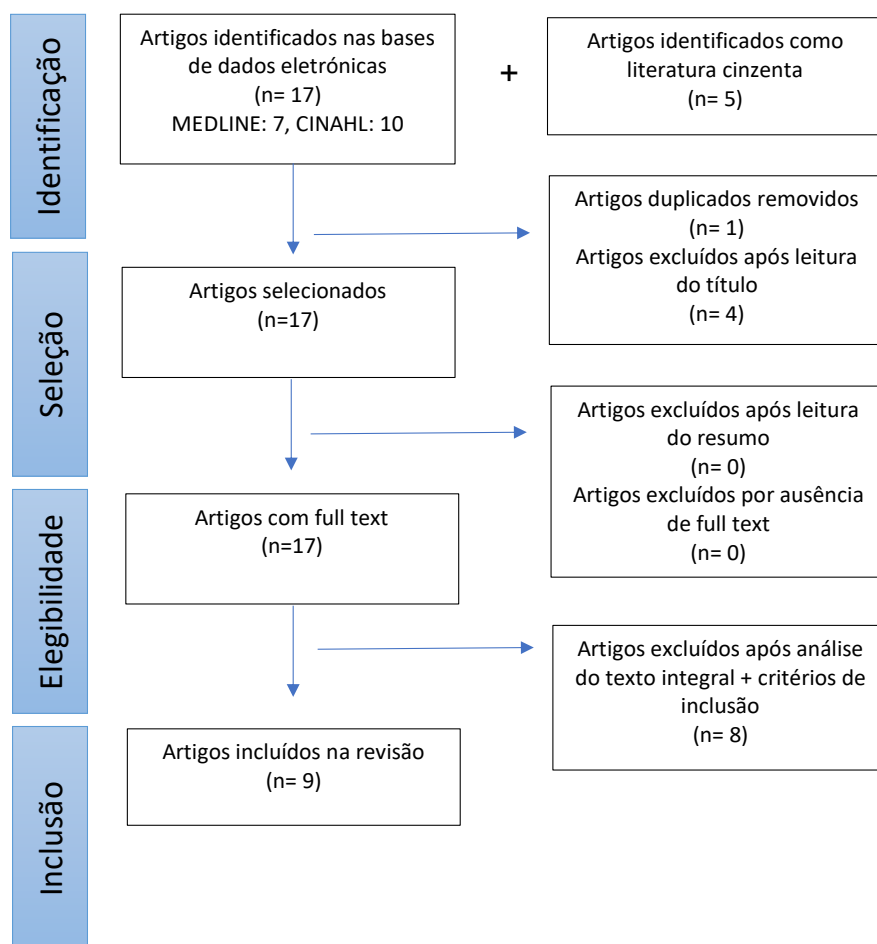 Identificação
Artigos identificados nas bases
de dados eletrónicas
(n= 17)
MEDLINE: 7, CINAHL: 10
+
Artigos identificados como
literatura cinzenta
(n= 5)
Artigos duplicados removidos
(n= 1)
Artigos excluídos após leitura
do título
(n= 4)
Seleção
Artigos selecionados
(n=17)
Artigos excluídos após leitura
do resumo
(n= 0)
Artigos excluídos por ausência
de full text
(n= 0)
Elegibilidade
Artigos com full text
(n=17)
Artigos excluídos após análise
do texto integral + critérios de
inclusão
(n= 8)
Inclusão
Artigos incluídos na revisão
(n= 9)